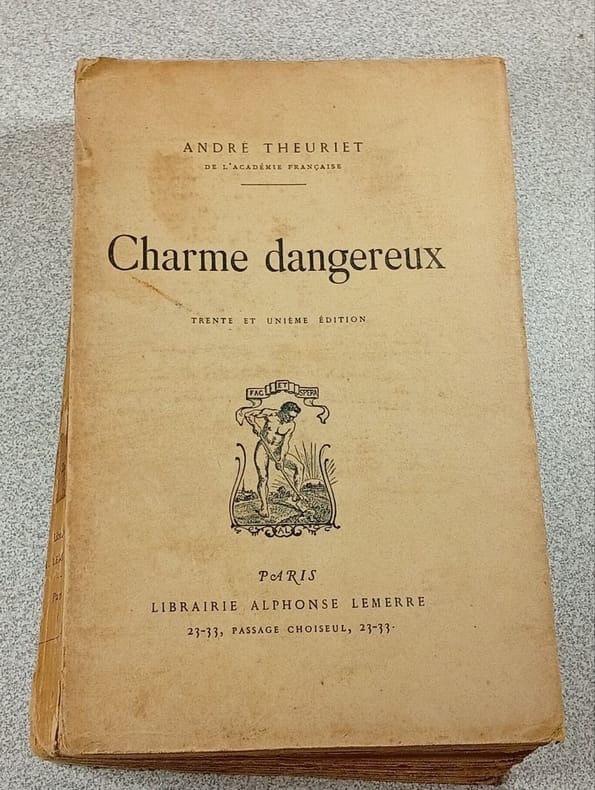 ANDRÉ THEURIET
DE L'ACADÉMIE FRANÇAISE
Charme dangereux
TRENTE ET UNIÈME ÉDITION
FAC ET SPERA
AL
PARIS
LIBRAIRIE ALPHONSE LEMERRE
23-33, PASSAGE CHOISEUL, 23-33